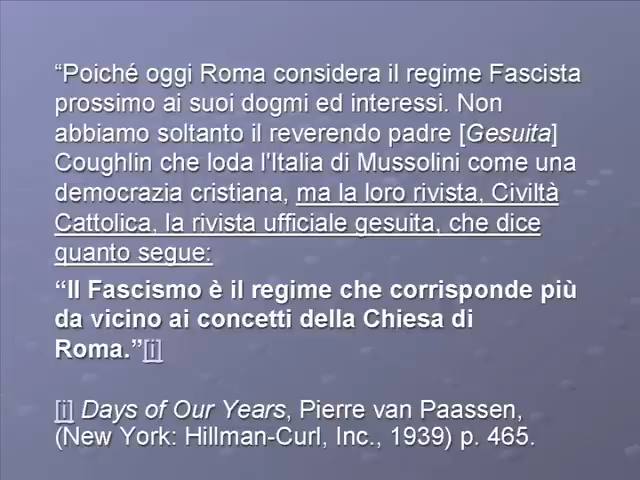 “Poiché oggi Roma considera il regime Fascista
prossimo ai suoi dogmi ed interessi. Non
abbiamo soltanto il reverendo padre [Gesuita]
Coughlin che loda l'Italia di Mussolini come una
democrazia cristiana, ma la loro rivista, Civiltà
Cattolica, la rivista ufficiale gesuita, che dice
quanto segue:
“Il Fascismo è il regime che corrisponde più
da vicino ai concetti della Chiesa di
Roma.”[i]
[i] Days of Our Years, Pierre van Paassen,
(New York: Hillman-Curl, Inc., 1939) p. 465.